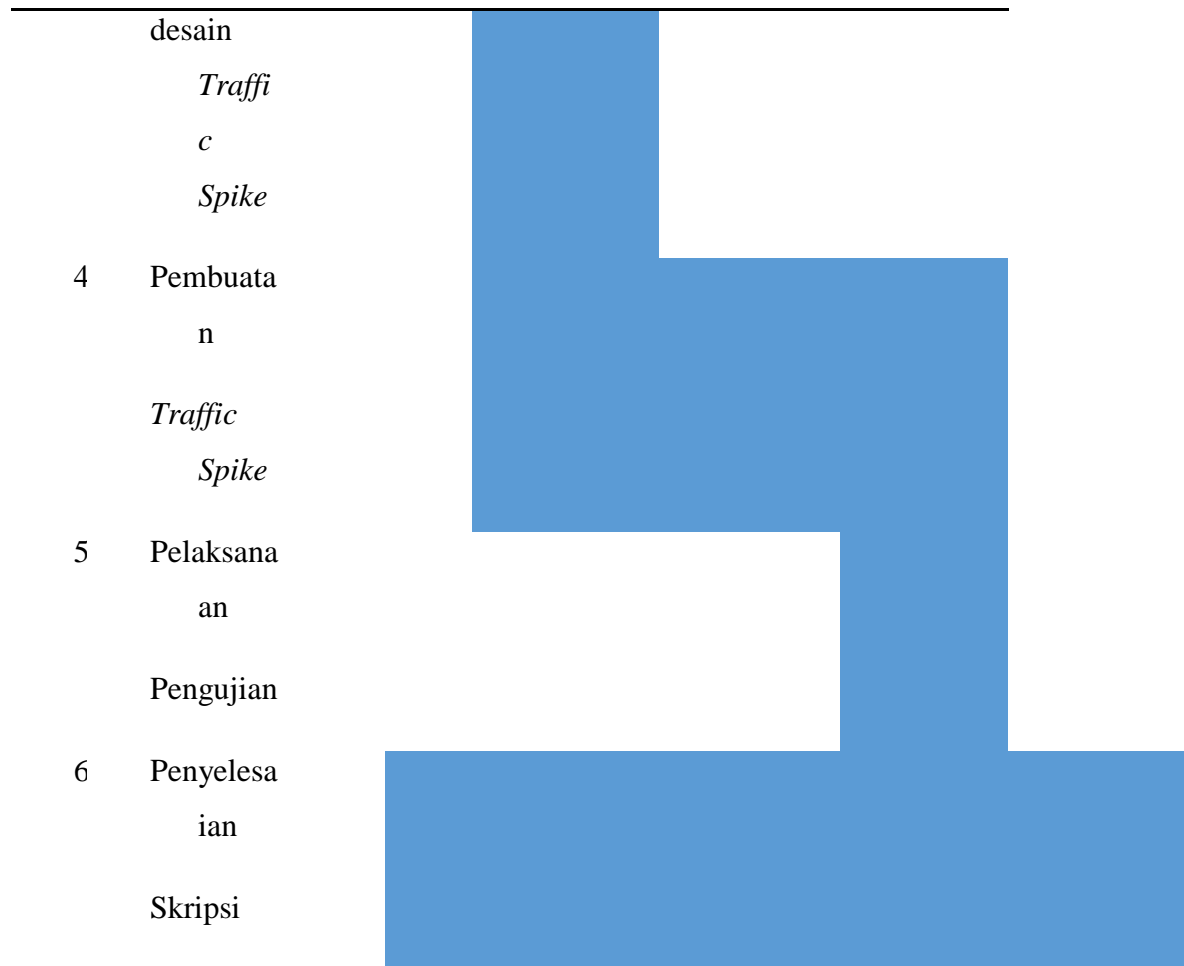 desain
Traffi
c
Spike
4 Pembuata
n
Traffic
Spike
5 Pelaksana
an
Pengujian
6 Penyelesa
ian
Skripsi